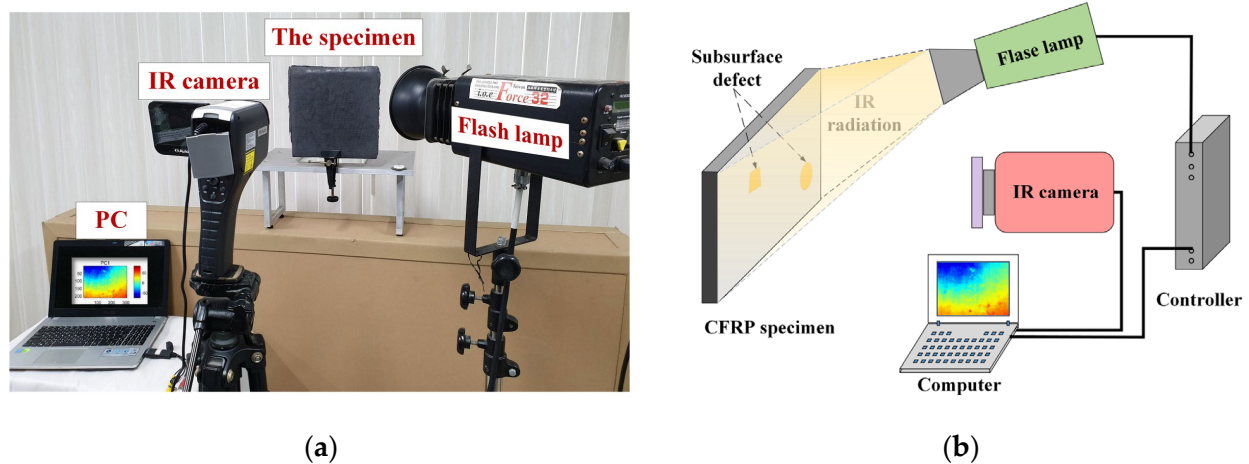 The specimen
IR camera
i.o.e Force 32
Flash lamp
PC
PC1
Subsurface
defect
Flase lamp
IR
radiation
IR camera
CFRP specimen
Controller
Computer
(a)
(b)